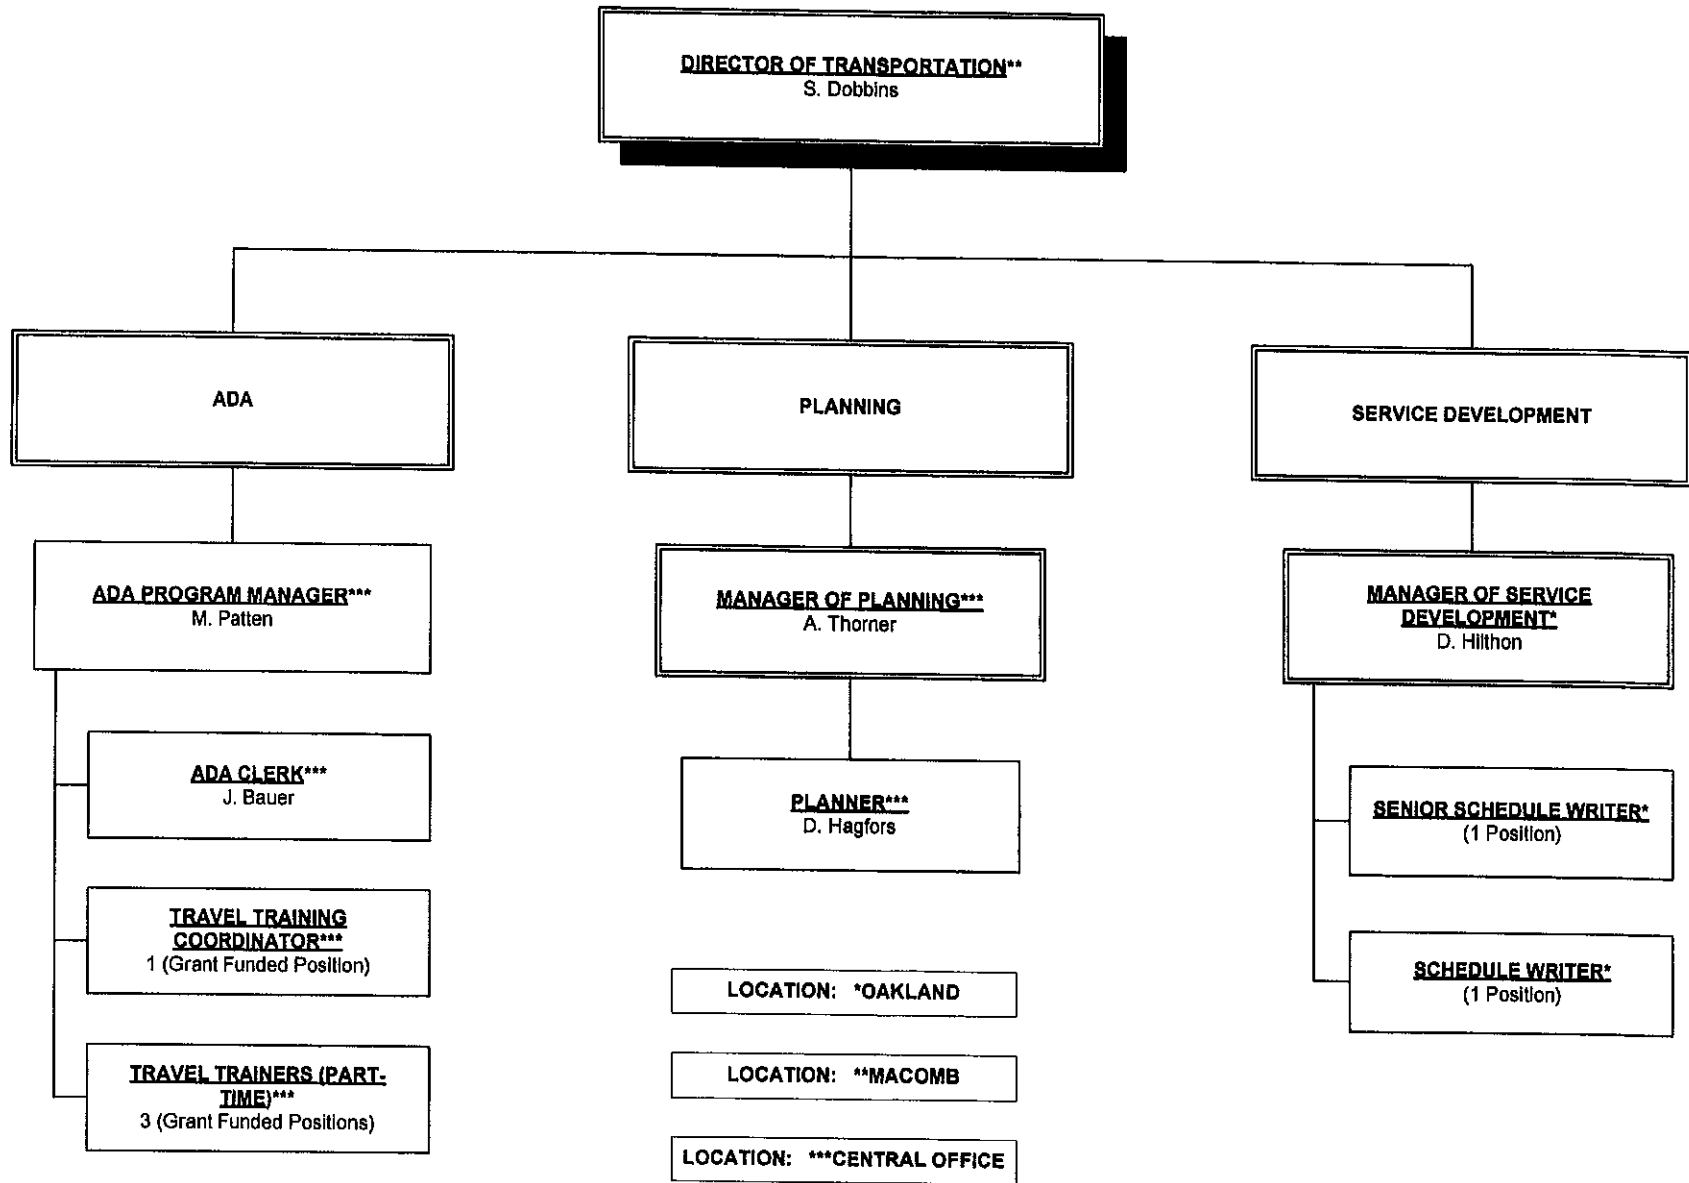 DIRECTOR OF TRANSPORTATION**
S. Dobbins
ADA
PLANNING
SERVICE DEVELOPMENT
ADA PROGRAM MANAGER***
M. Patten
MANAGER OF PLANNING***
A. Thorner
MANAGER OF SERVICE
DEVELOPMENT*
D. Hilthon
ADA CLERK***
J. Bauer
PLANNER***
D. Hagfors
SENIOR SCHEDULE WRITER*
(1 Position)
TRAVEL TRAINING
COORDINATOR***
1 (Grant Funded Position)
SCHEDULE WRITER*
(1 Position)
TRAVEL TRAINERS (PART-
TIME)***
3 (Grant Funded Positions)
LOCATION: *OAKLAND
LOCATION: **MACOMB
LOCATION: ***CENTRAL OFFICE